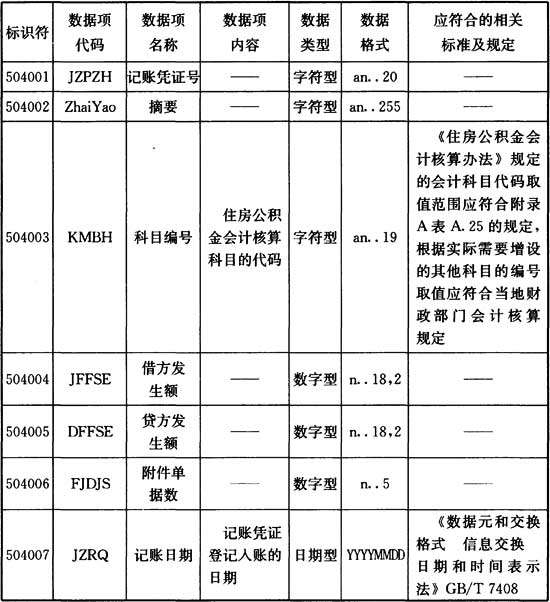 标识符 数据项代码 数据项名称 数据项内容 数据类型 数据格式 应符合的相关标准及规定
504001 JZPZH 记账凭证号 —— 字符型 an..20 ——
504002 ZhaiYao 摘要 —— 字符型 an..255 ——
504003 KMBH 科目编号 住房公积金会计核算科目的代码 字符型 an..19 《住房公积金会计核算办法》规定的会计科目代码取值范围应符合附录A表A.25的规定，根据实际需要增设的其他科目的编号取值应符合当地财政部门会计核算规定
504004 JFFSE 借方发生额 —— 数字型 n..18,2 ——
504005 DFFSE 贷方发生额 —— 数字型 n..18,2 ——
504006 FJDJS 附件单据数 —— 数字型 n..5 ——
504007 JZRQ 记账日期 记账凭证登记入账的日期 日期型 YYYYMMDD 《数据元和交换格式 信息交换 日期和时间表示法》GB/T 7408